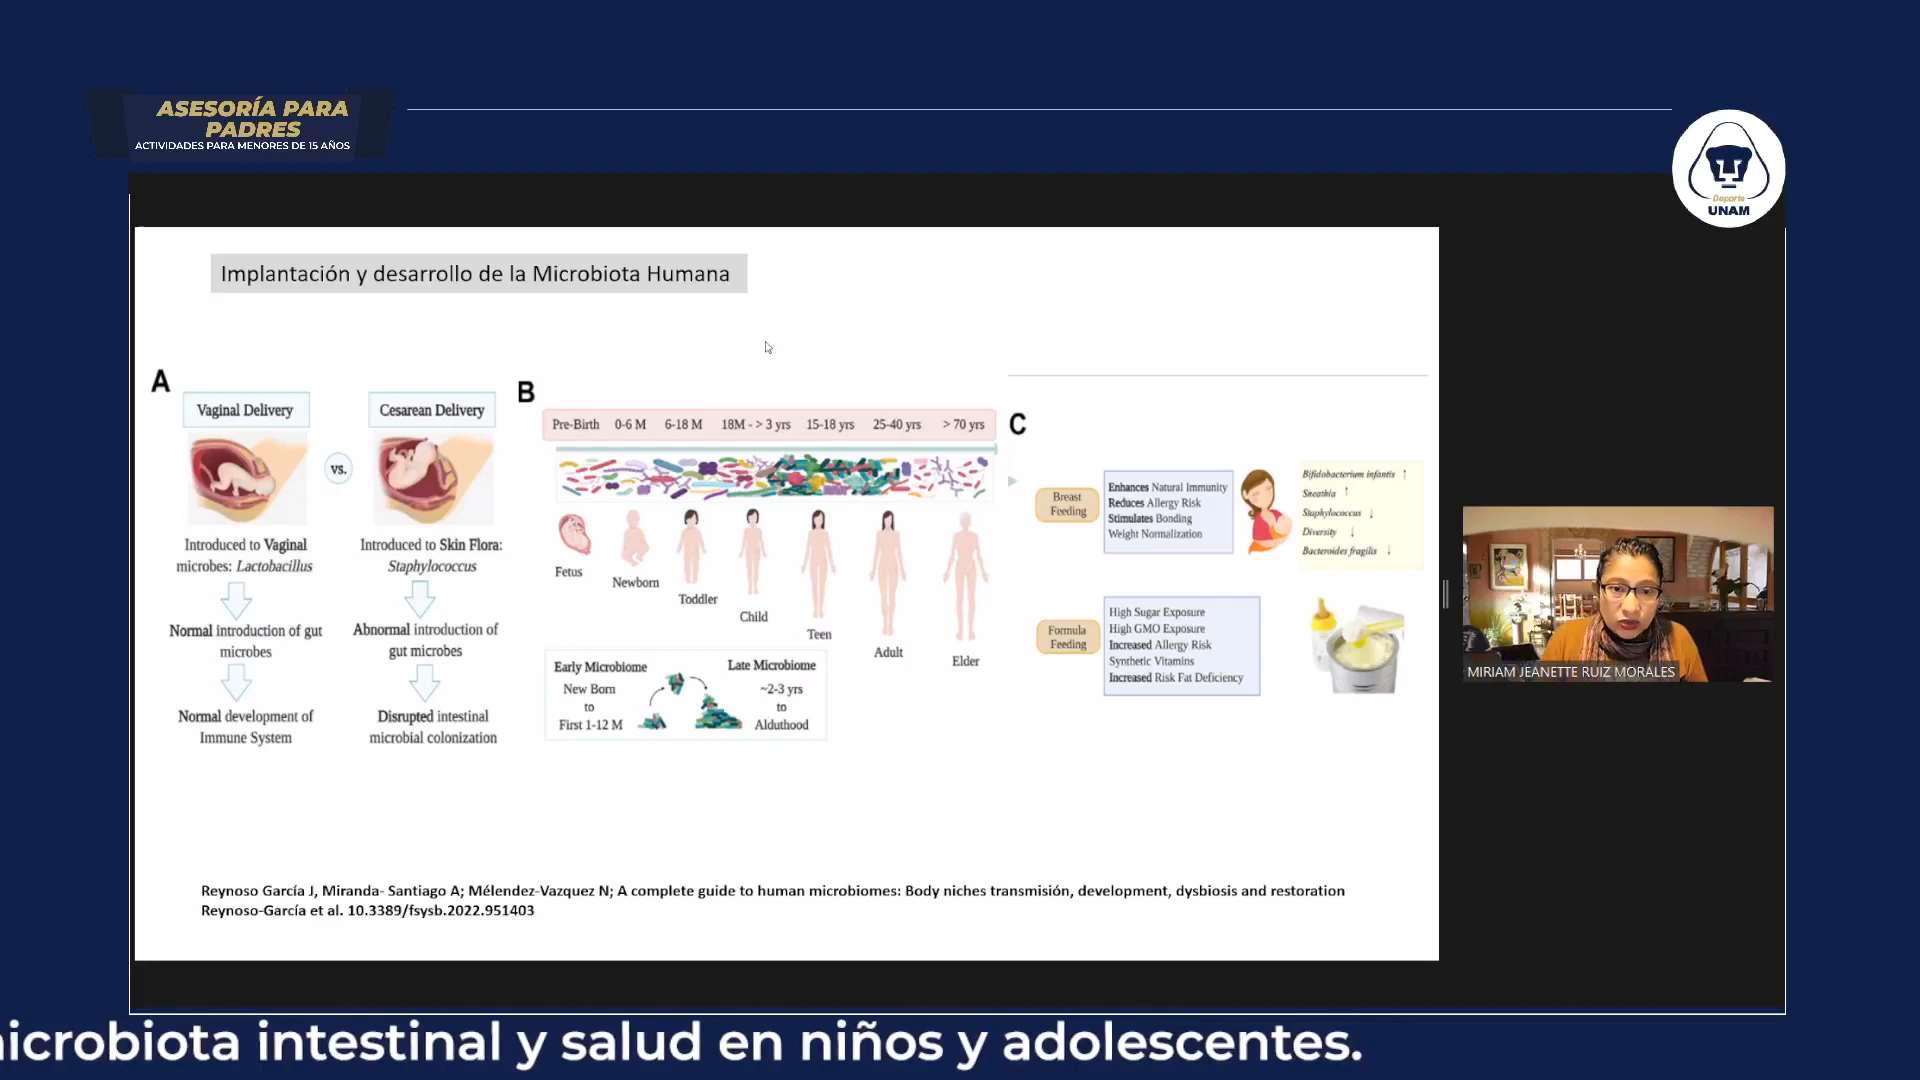 ASESORÍA PARA
PADRES
ACTIVIDADES PARA MENORES DE 15 AÑOS
Deporte
UNAM
Implantación y desarrollo de la Microbiota Humana
A
Vaginal Delivery
vs.
Cesarean Delivery
Introduced to Vaginal
microbes: Lactobacillus
Introduced to Skin Flora:
Staphylococcus
Normal introduction of gut
microbes
Abnormal introduction of
gut microbes
Normal development of
Immune System
Disrupted intestinal
microbial colonization
B
Pre-Birth 0-6 M 6-18 M 18M - > 3 yrs 15-18 yrs 25-40 yrs > 70 yrs
Fetus
Newborn
Toddler
Child
Teen
Adult
Elder
Early Microbiome
New Born
to
First 1-12 M
Late Microbiome
~2-3 yrs
to
Alduthood
C
Breast
Feeding
Enhances Natural Immunity
Reduces Allergy Risk
Stimulates Bonding
Weight Normalization
Bifidobacterium infantis ↑
Sneathia ↑
Staphylococcus ↓
Diversity ↓
Bacteroides fragilis ↓
Formula
Feeding
High Sugar Exposure
High GMO Exposure
Increased Allergy Risk
Synthetic Vitamins
Increased Risk Fat Deficiency
Reynoso García J, Miranda- Santiago A; Mélendez-Vazquez N; A complete guide to human microbiomes: Body niches transmisión, development, dysbiosis and restoration
Reynoso-García et al. 10.3389/fsysb.2022.951403
MIRIAM JEANETTE RUIZ MORALES
icrobiota intestinal y salud en niños y adolescentes.